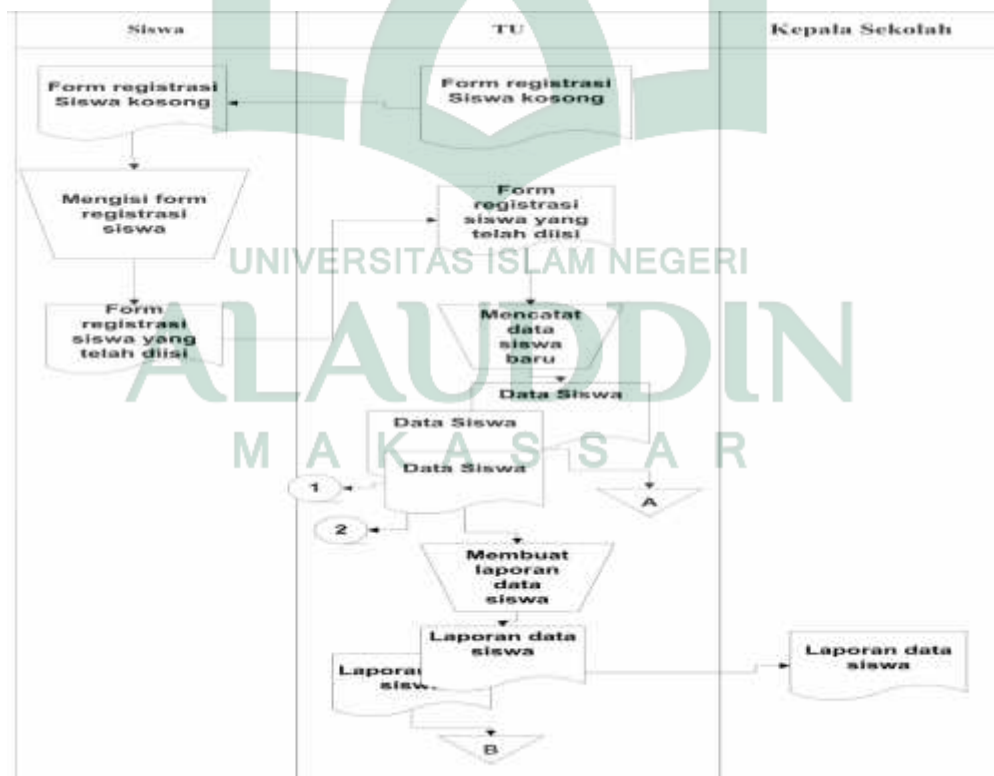 Siswa
TU
Kepala Sekolah
Form registrasi
Siswa kosong
Form registrasi
Siswa kosong
Mengisi form
registrasi
siswa
Form
registrasi
siswa yang
telah diisi
UNIVERSITAS ISLAM NEGERI
Form
registrasi
siswa yang
telah diisi
Mencatat
data
siswa
baru
ALAUDDIN
Data Siswa
Data Siswa
MAKASSAR
Data Siswa
1
A
2
Membuat
laporan
data
siswa
Laporan data
siswa
Laporan data
siswa
B